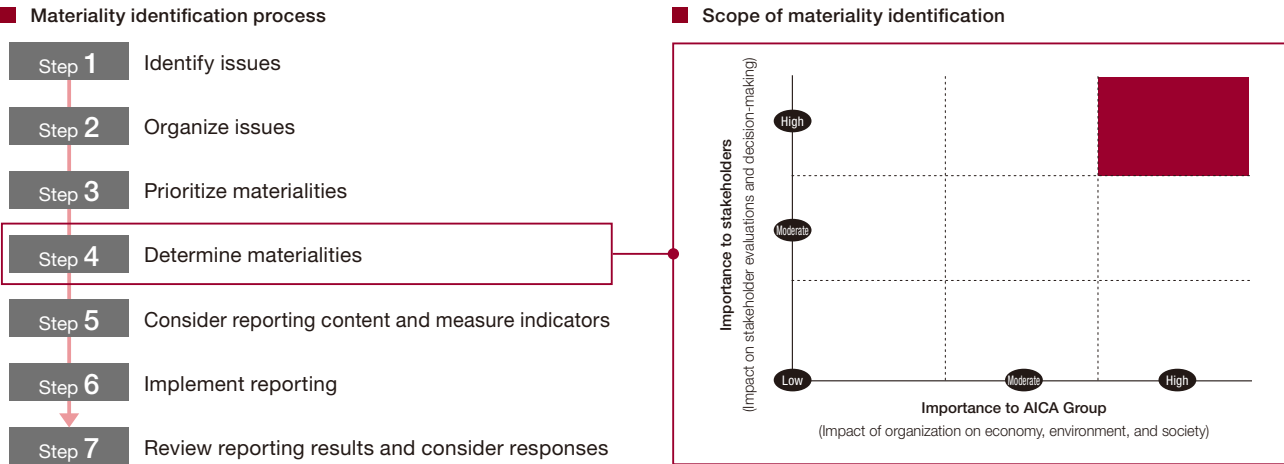 Materiality identification process
Step 1 Identify issues
Step 2 Organize issues
Step 3 Prioritize materialities
Step 4 Determine materialities
Step 5 Consider reporting content and measure indicators
Step 6 Implement reporting
Step 7 Review reporting results and consider responses
Scope of materiality identification
Importance to stakeholders
(Impact on stakeholder evaluations and decision-making)
High
Moderate
Low
Moderate
High
Importance to AICA Group
(Impact of organization on economy, environment, and society)